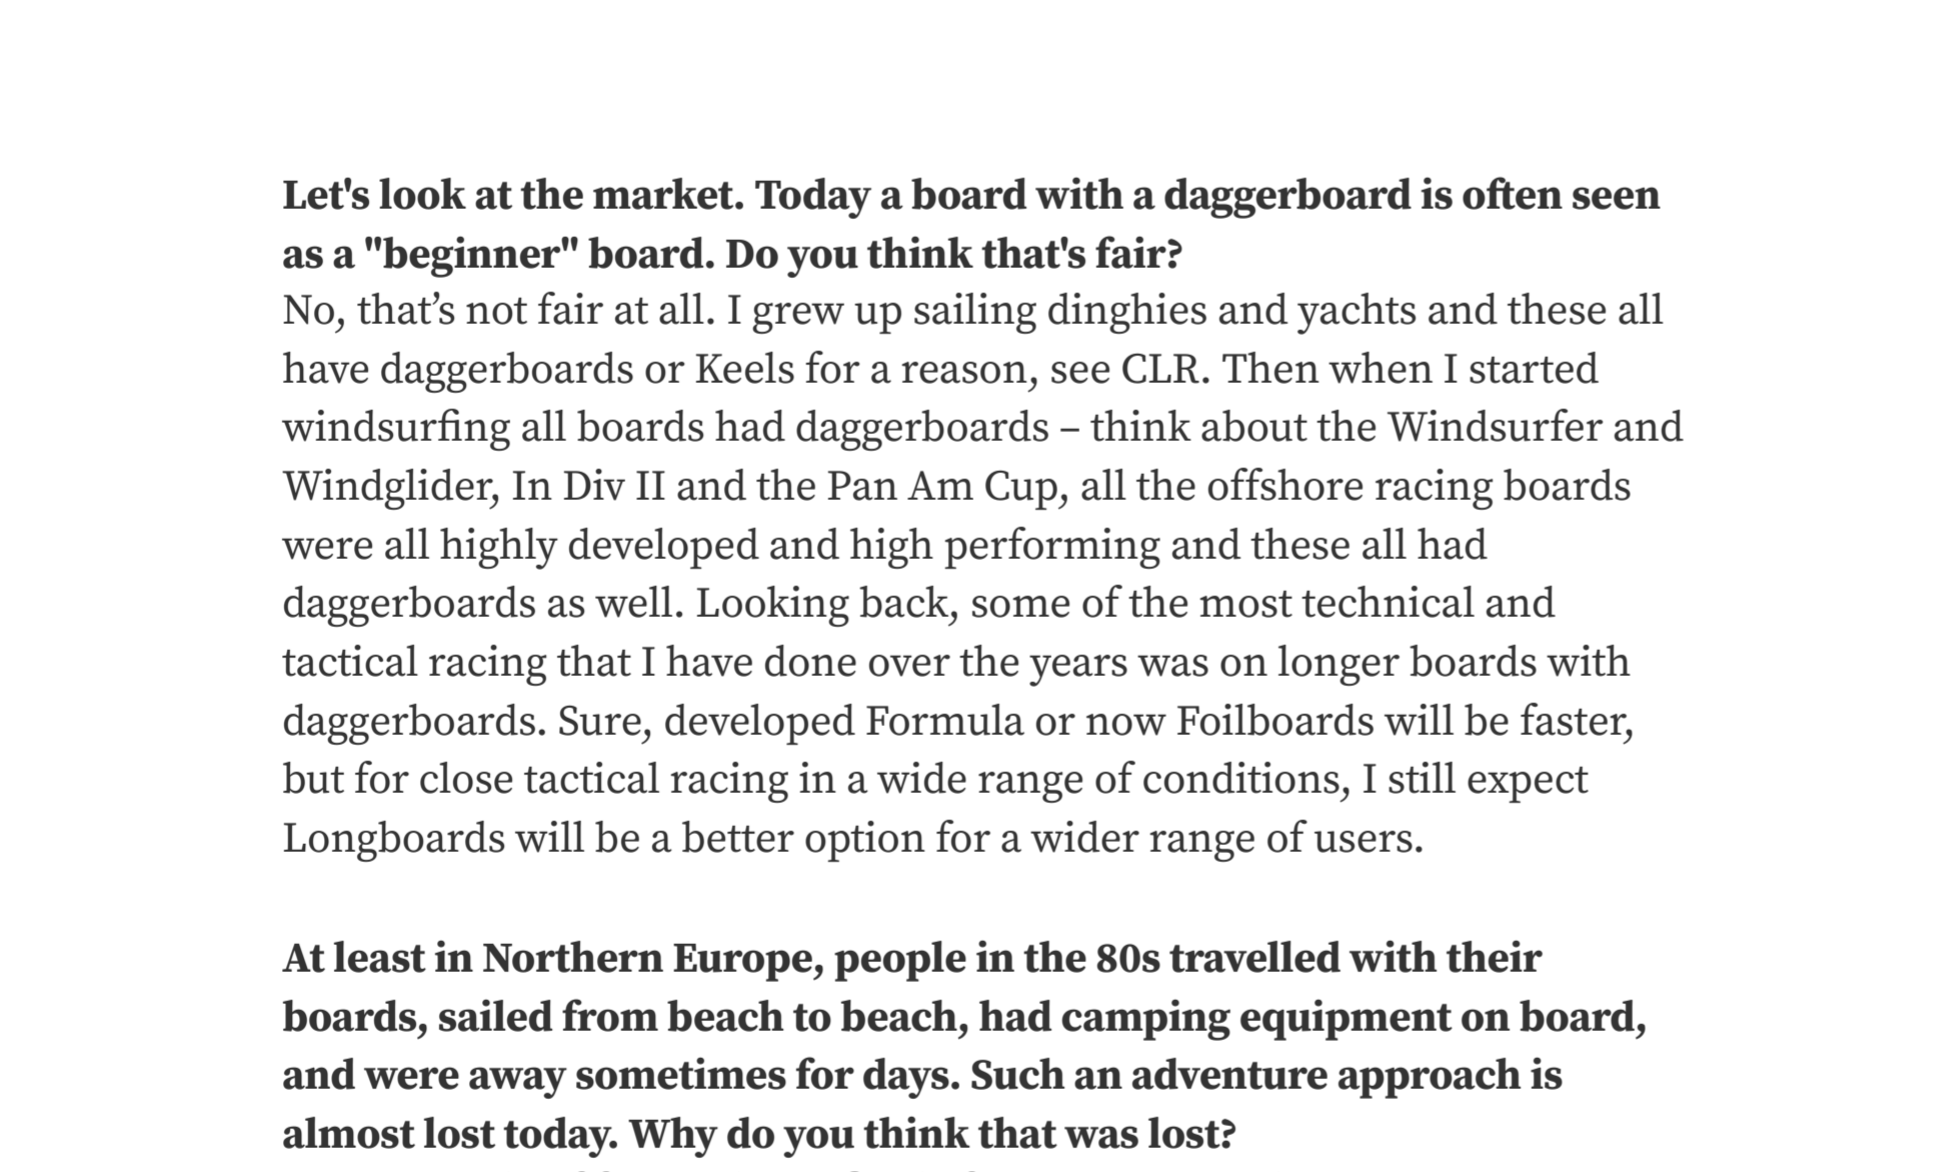 Let's look at the market. Today a board with a daggerboard is often seen
as a "beginner" board. Do you think that's fair?
No, that’s not fair at all. I grew up sailing dinghies and yachts and these all
have daggerboards or Keels for a reason, see CLR. Then when I started
windsurfing all boards had daggerboards – think about the Windsurfer and
Windglider, In Div II and the Pan Am Cup, all the offshore racing boards
were all highly developed and high performing and these all had
daggerboards as well. Looking back, some of the most technical and
tactical racing that I have done over the years was on longer boards with
daggerboards. Sure, developed Formula or now Foilboards will be faster,
but for close tactical racing in a wide range of conditions, I still expect
Longboards will be a better option for a wider range of users.
At least in Northern Europe, people in the 80s travelled with their
boards, sailed from beach to beach, had camping equipment on board,
and were away sometimes for days. Such an adventure approach is
almost lost today. Why do you think that was lost?